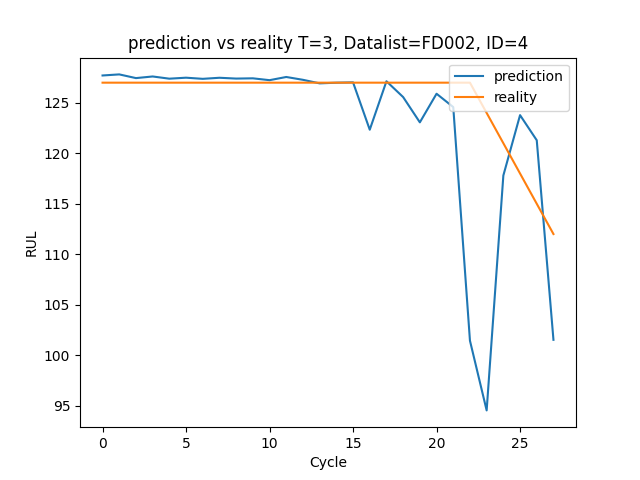 prediction vs reality T=3, Datalist=FD002, ID=4
prediction
reality
125
120
115
110
105
100
95
RUL
0 5 10 15 20 25
Cycle